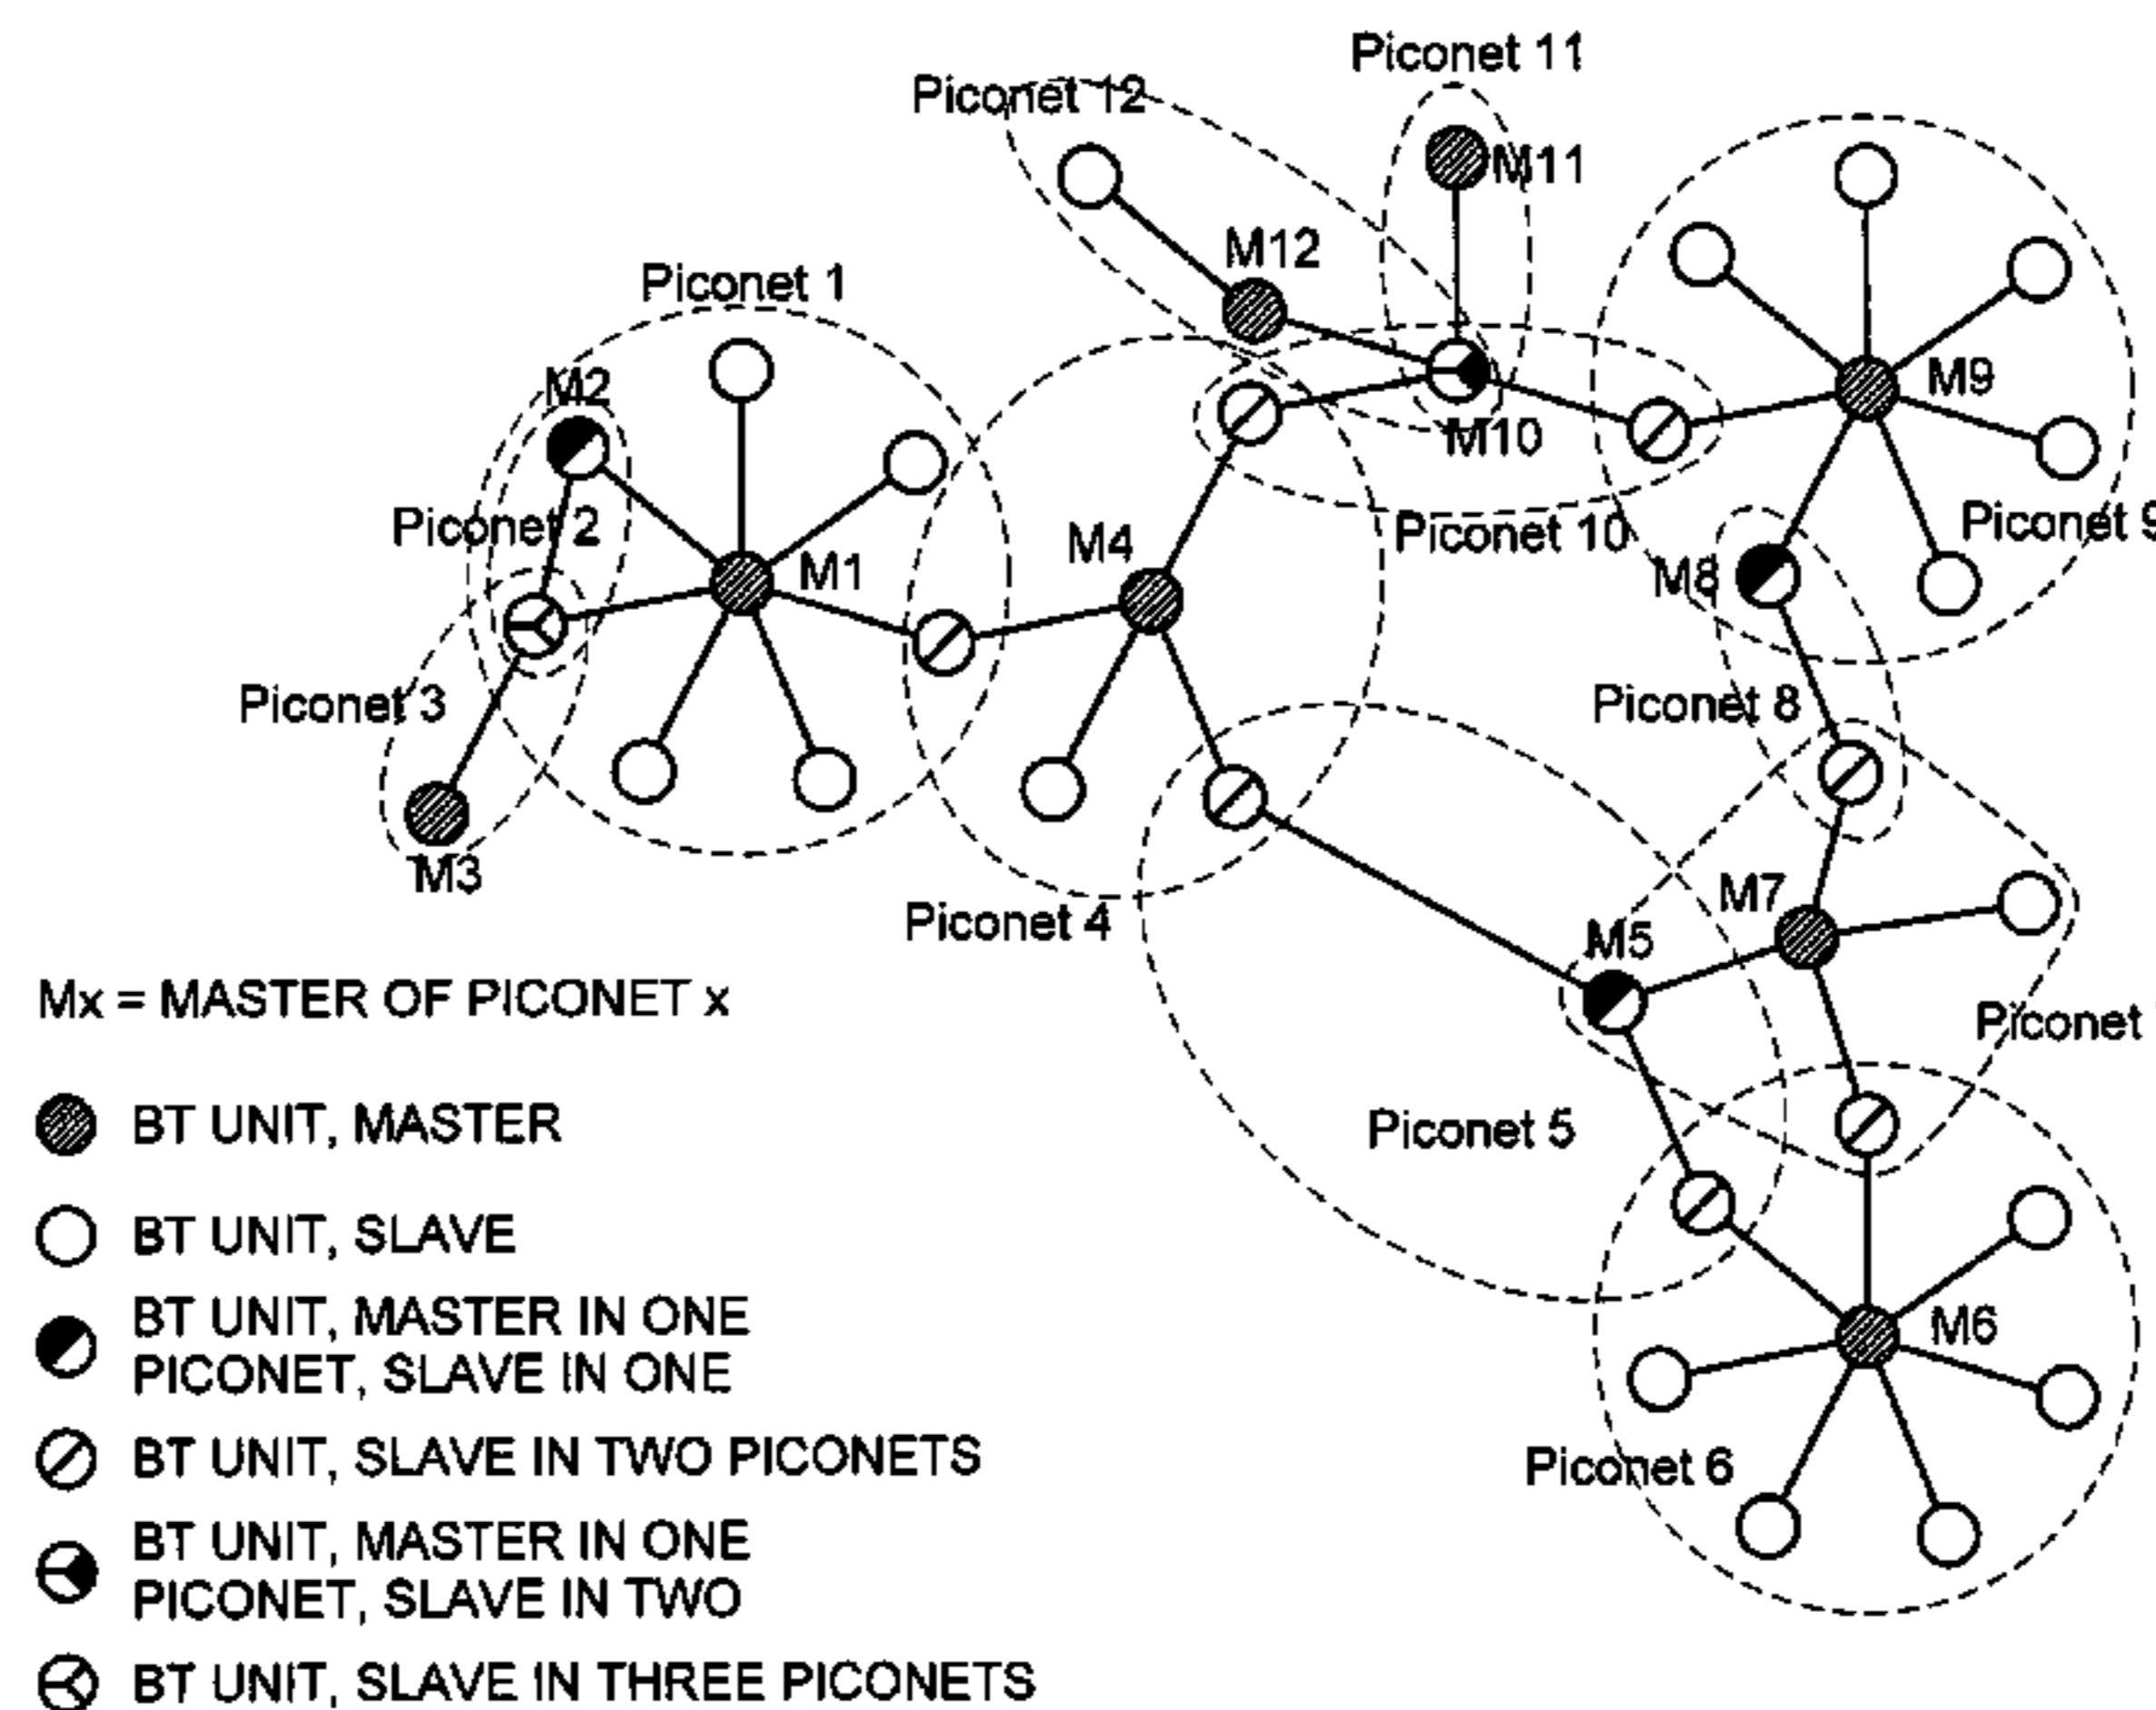 Piconet 11
Piconet 12
M11
M12
Piconet 1
M9
M2
M10
Piconet 2
Piconet 10
Piconet 9
M4
M1
M8
Piconet 3
Piconet 8
M3
M7
Piconet 4
M5
Mx = MASTER OF PICONET x
Piconet
BT UNIT, MASTER
Piconet 5
BT UNIT, SLAVE
BT UNIT, MASTER IN ONE
PICONET, SLAVE IN ONE
M6
BT UNIT, SLAVE IN TWO PICONETS
Piconet 6
BT UNIT, MASTER IN ONE
PICONET, SLAVE IN TWO
BT UNIT, SLAVE IN THREE PICONETS